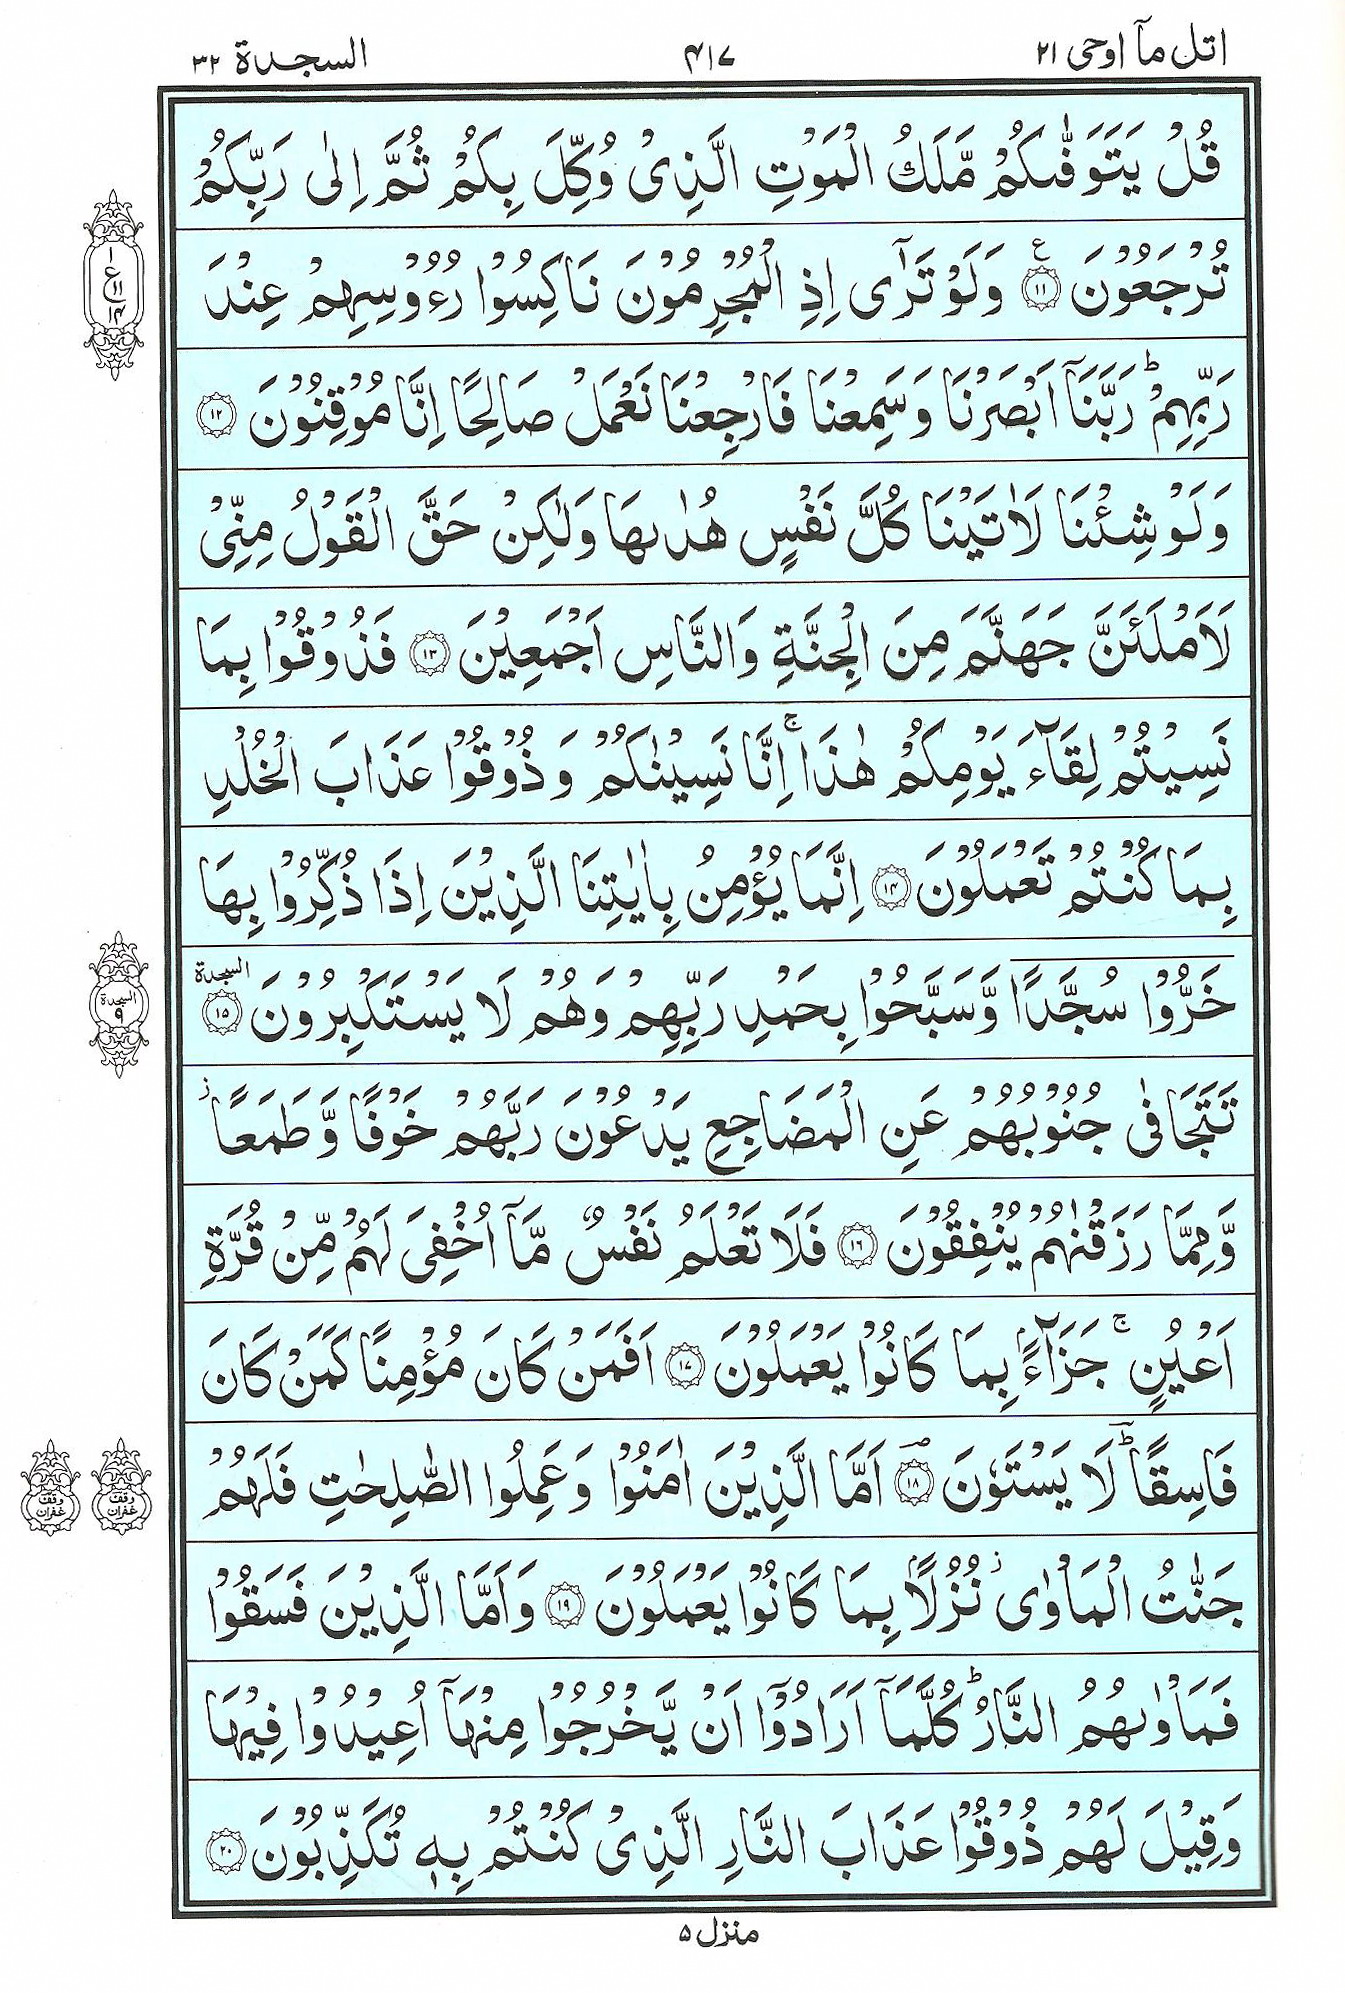 اتل مآ اوحی ۲۱
۴۱۷
السجدة ۳۲
قُلْ يَتَوَفّٰىكُمْ مَّلَكُ الْمَوْتِ الَّذِیْ وُكِّلَ بِكُمْ ثُمَّ اِلٰى رَبِّكُمْ
تُرْجَعُوْنَ ۝۱۱ ع وَلَوْ تَرٰٓى اِذِ الْمُجْرِمُوْنَ نَاكِسُوْا رُءُوْسِهِمْ عِنْدَ
رَبِّهِمْ ؕ رَبَّنَآ اَبْصَرْنَا وَسَمِعْنَا فَارْجِعْنَا نَعْمَلْ صَالِحًا اِنَّا مُوْقِنُوْنَ ۝۱۲
وَلَوْ شِئْنَا لَاٰتَيْنَا كُلَّ نَفْسٍ هُدٰىهَا وَلٰكِنْ حَقَّ الْقَوْلُ مِنِّیْ
لَاَمْلَـَٔنَّ جَهَنَّمَ مِنَ الْجِنَّةِ وَالنَّاسِ اَجْمَعِيْنَ ۝۱۳ فَذُوْقُوْا بِمَا
نَسِيْتُمْ لِقَآءَ يَوْمِكُمْ هٰذَا ۚ اِنَّا نَسِيْنٰكُمْ وَ ذُوْقُوْا عَذَابَ الْخُلْدِ
بِمَا كُنْتُمْ تَعْمَلُوْنَ ۝۱۴ اِنَّمَا يُؤْمِنُ بِاٰيٰتِنَا الَّذِيْنَ اِذَا ذُكِّرُوْا بِهَا
خَرُّوْا سُجَّدًا وَّسَبَّحُوْا بِحَمْدِ رَبِّهِمْ وَهُمْ لَا يَسْتَكْبِرُوْنَ ۝۱۵ السجدة
تَتَجَافٰى جُنُوْبُهُمْ عَنِ الْمَضَاجِعِ يَدْعُوْنَ رَبَّهُمْ خَوْفًا وَّطَمَعًا ز
وَّمِمَّا رَزَقْنٰهُمْ يُنْفِقُوْنَ ۝۱۶ فَلَا تَعْلَمُ نَفْسٌ مَّآ اُخْفِیَ لَهُمْ مِّنْ قُرَّةِ
اَعْيُنٍ ۚ جَزَآءًۢ بِمَا كَانُوْا يَعْمَلُوْنَ ۝۱۷ اَفَمَنْ كَانَ مُؤْمِنًا كَمَنْ كَانَ
فَاسِقًا ؕ لَا يَسْتَوٗنَ ۝۱۸ اَمَّا الَّذِيْنَ اٰمَنُوْا وَعَمِلُوا الصّٰلِحٰتِ فَلَهُمْ
جَنّٰتُ الْمَاْوٰى ز نُزُلًاۢ بِمَا كَانُوْا يَعْمَلُوْنَ ۝۱۹ وَاَمَّا الَّذِيْنَ فَسَقُوْا
فَمَاْوٰىهُمُ النَّارُ ؕ كُلَّمَآ اَرَادُوْٓا اَنْ يَّخْرُجُوْا مِنْهَآ اُعِيْدُوْا فِيْهَا
وَقِيْلَ لَهُمْ ذُوْقُوْا عَذَابَ النَّارِ الَّذِیْ كُنْتُمْ بِهٖ تُكَذِّبُوْنَ ۝۲۰
۱
ع
۱۱
۱۴
السجدة
۹
وقف
غفران
وقف
غفران
منزل ۵